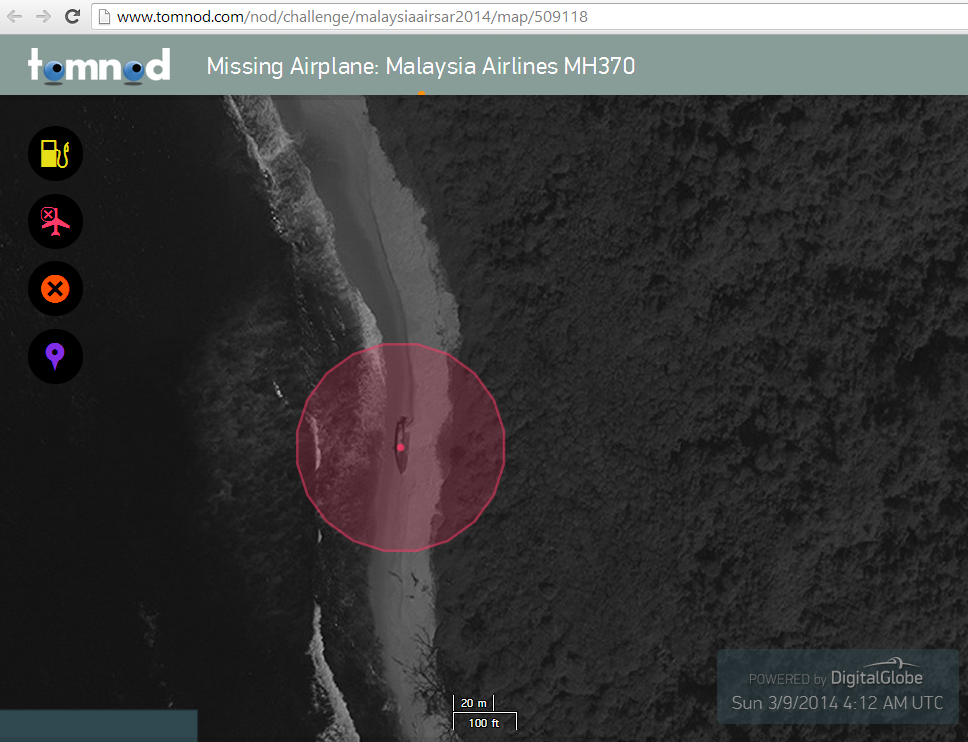 www.tomnod.com/nod/challenge/malaysiaairsar2014/map/509118
tomnod
Missing Airplane: Malaysia Airlines MH370
20 m
100 ft
POWERED by DigitalGlobe
Sun 3/9/2014 4:12 AM UTC